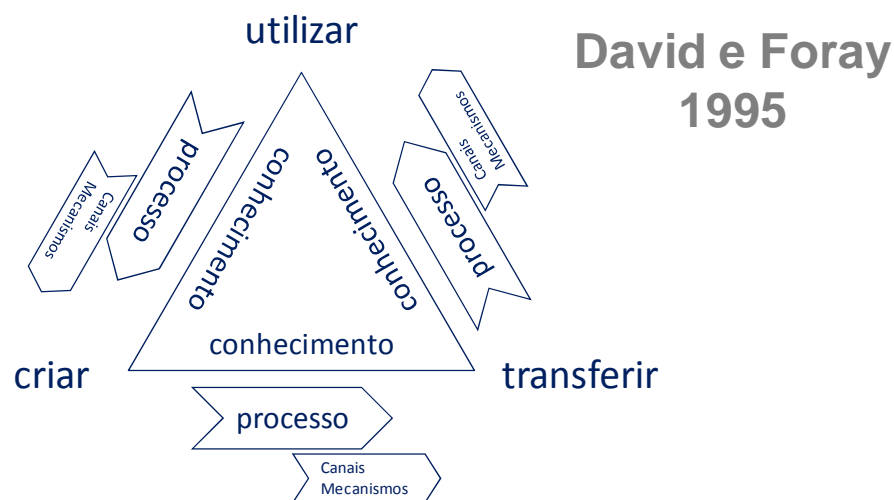 utilizar
David e Foray
1995
Canais
Mecanismos
processo
conhecimento
conhecimento
processo
Canais
Mecanismos
conhecimento
criar
transferir
processo
Canais
Mecanismos